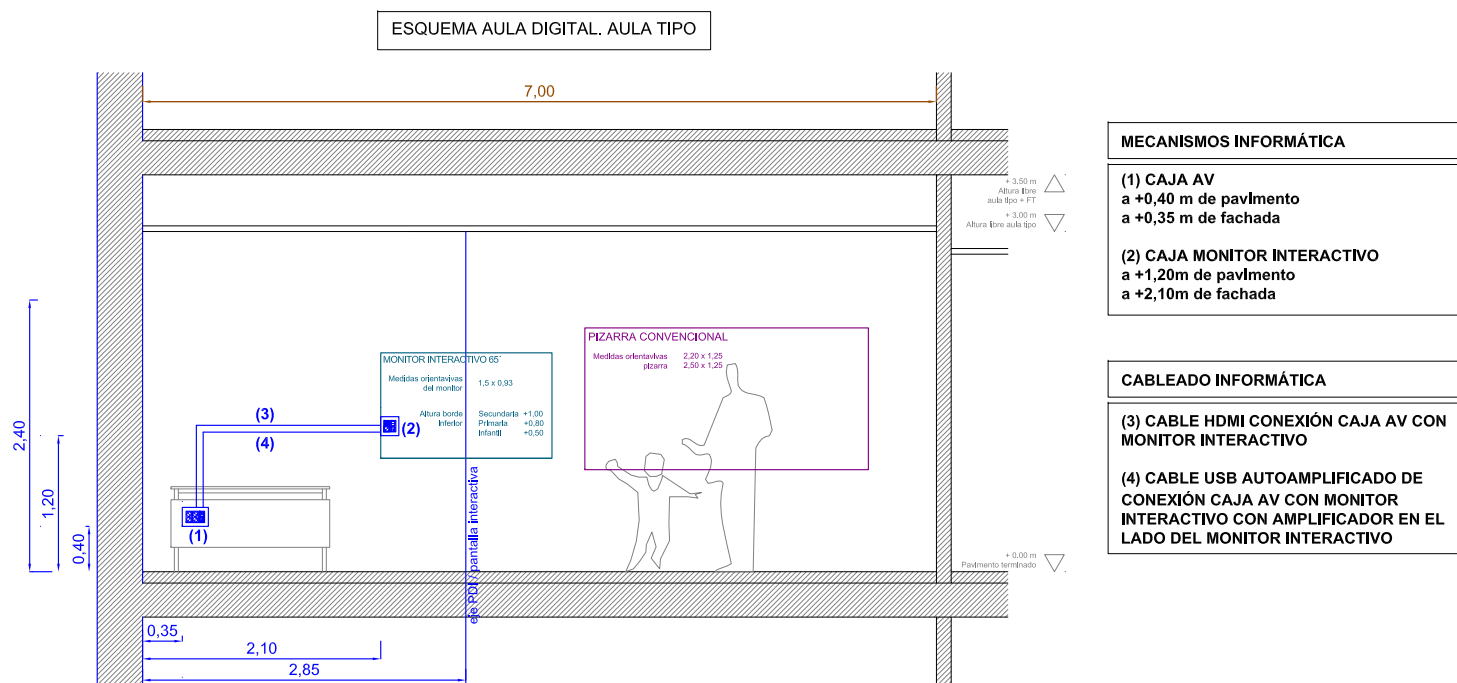 ESQUEMA AULA DIGITAL. AULA TIPO
7,00
+ 3.50 m
Altura libre
aula tipo + FT
+ 3.00 m
Altura libre aula tipo
PIZARRA CONVENCIONAL
Medidas orientavivas 2,20 x 1,25
pizarra 2,50 x 1,25
MONITOR INTERACTIVO 65'
Medidas orientavivas
del monitor
1,5 x 0,93
Altura borde
Inferior
Secundaria +1,00
Primaria +0,80
Infantil +0,50
(3)
(4)
(2)
(1)
2,40
1,20
0,40
eje PDI / pantalla interactiva
+ 0.00 m
Pavimento terminado
0,35
2,10
2,85
MECANISMOS INFORMÁTICA
(1) CAJA AV
a +0,40 m de pavimento
a +0,35 m de fachada
(2) CAJA MONITOR INTERACTIVO
a +1,20m de pavimento
a +2,10m de fachada
CABLEADO INFORMÁTICA
(3) CABLE HDMI CONEXIÓN CAJA AV CON
MONITOR INTERACTIVO
(4) CABLE USB AUTOAMPLIFICADO DE
CONEXIÓN CAJA AV CON MONITOR
INTERACTIVO CON AMPLIFICADOR EN EL
LADO DEL MONITOR INTERACTIVO